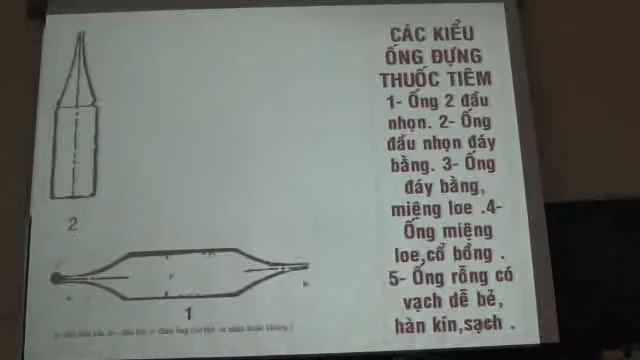 CÁC KIỂU
ỐNG ĐỰNG
THUỐC TIÊM
1- Ống 2 đầu
nhọn. 2- Ống
đầu nhọn đáy
bằng. 3- Ống
đáy bằng,
miệng loe .4-
Ống miệng
loe,cổ bồng .
5- Ống rỗng có
vạch dễ bẻ,
hàn kín,sạch .
2
1